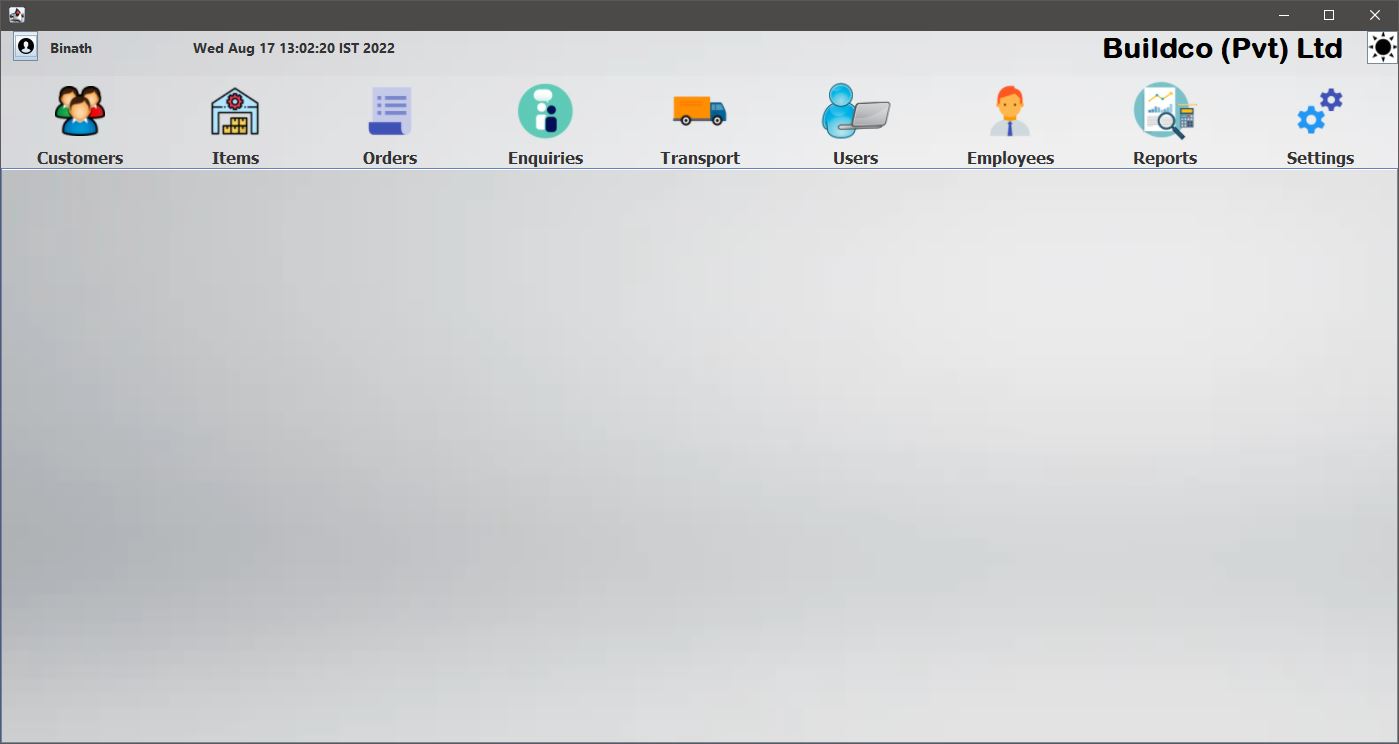 Binath
Wed Aug 17 13:02:20 IST 2022
Buildco (Pvt) Ltd
Customers
Items
Orders
Enquiries
Transport
Users
Employees
Reports
Settings